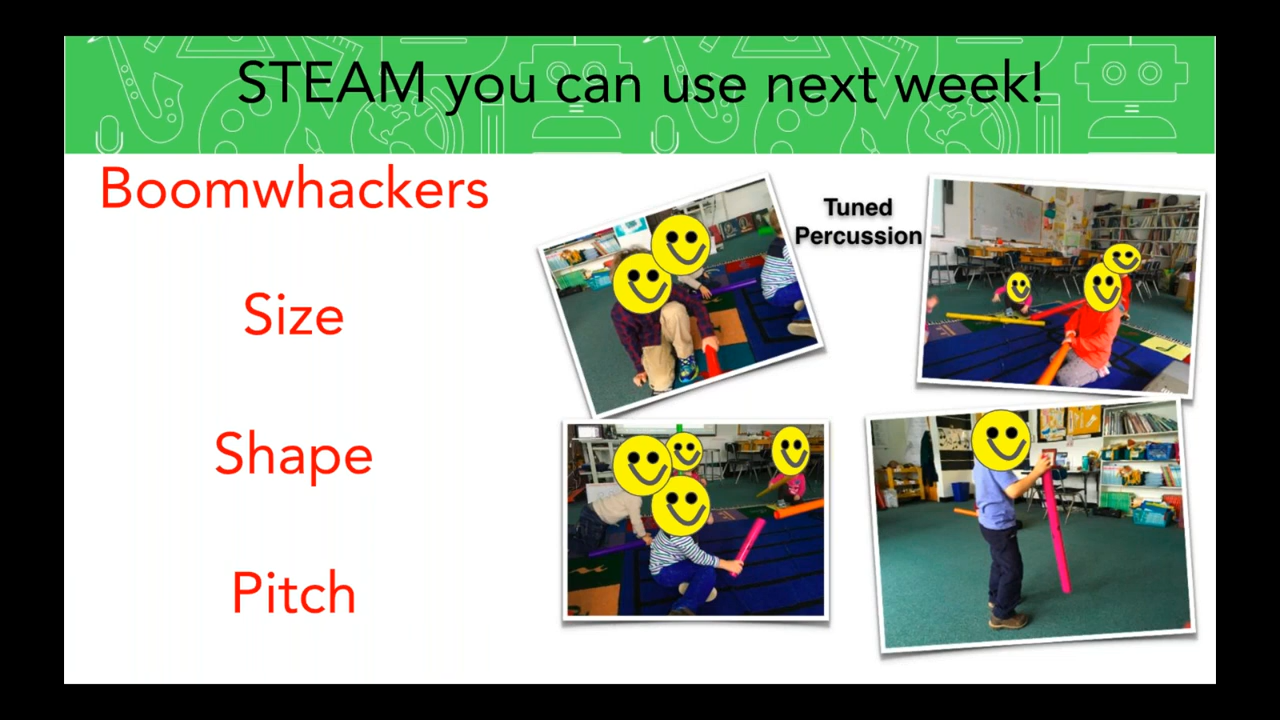 STEAM you can use next week!
Boomwhackers
Size
Shape
Pitch
Tuned
Percussion